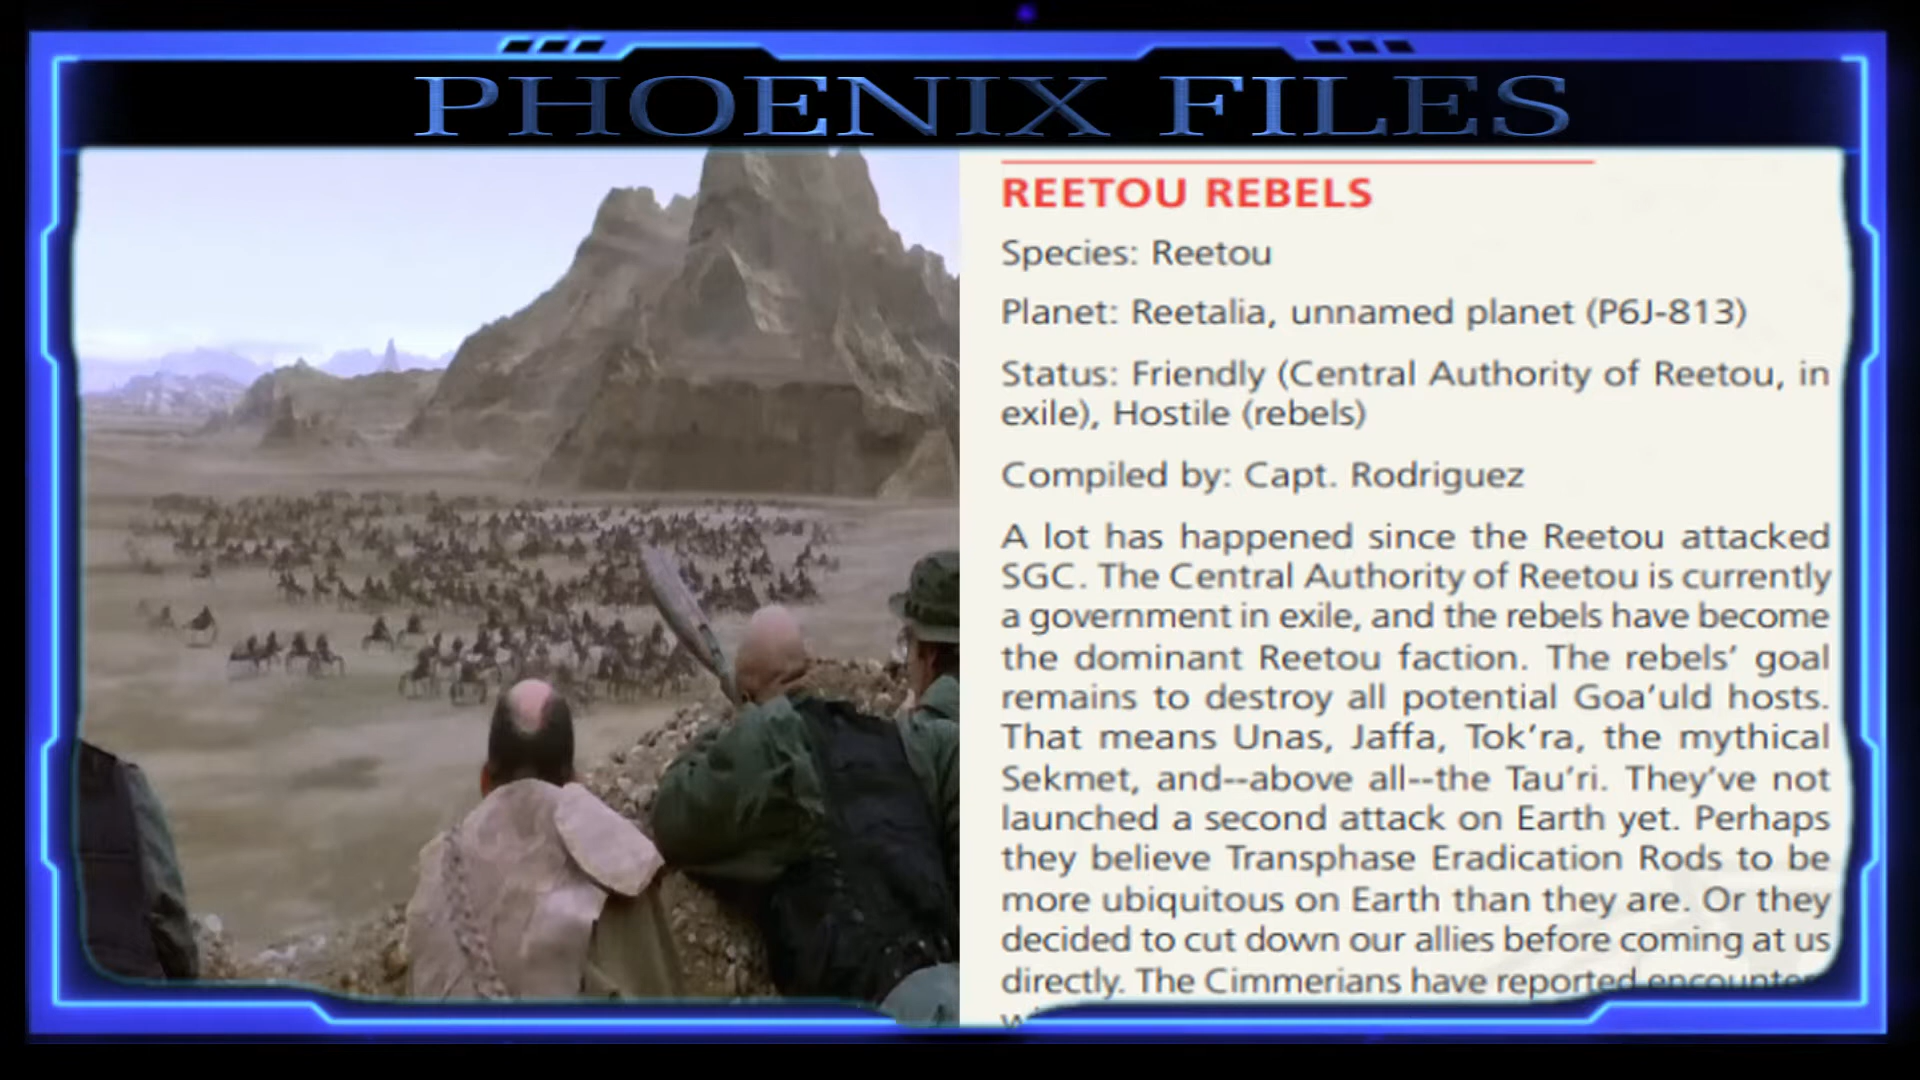 PHOENIX FILES
REETOU REBELS
Species: Reetou
Planet: Reetalia, unnamed planet (P6J-813)
Status: Friendly (Central Authority of Reetou, in
exile), Hostile (rebels)
Compiled by: Capt. Rodriguez
A lot has happened since the Reetou attacked
SGC. The Central Authority of Reetou is currently
a government in exile, and the rebels have become
the dominant Reetou faction. The rebels’ goal
remains to destroy all potential Goa’uld hosts.
That means Unas, Jaffa, Tok’ra, the mythical
Sekmet, and--above all--the Tau’ri. They’ve not
launched a second attack on Earth yet. Perhaps
they believe Transphase Eradication Rods to be
more ubiquitous on Earth than they are. Or they
decided to cut down our allies before coming at us
directly. The Cimmerians have reported